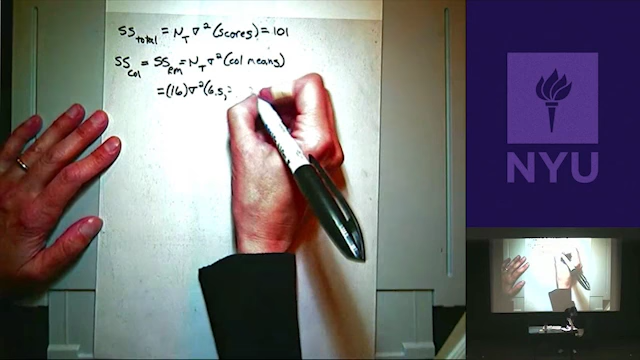 SS_total = N_T σ²(scores) = 101
SS_col = SS_RM = N_T σ²(col means)
= (16) σ²(6.5,
NYU